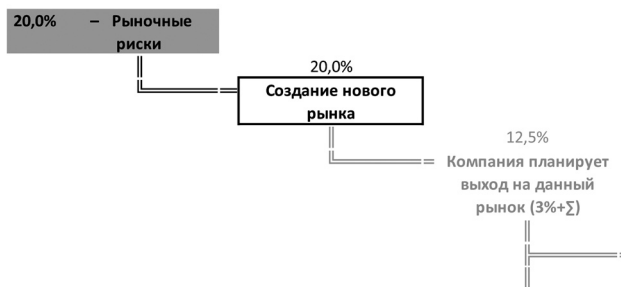 20,0% – Рыночные
риски
20,0%
Создание нового
рынка
12,5%
Компания планирует
выход на данный
рынок (3%+∑)